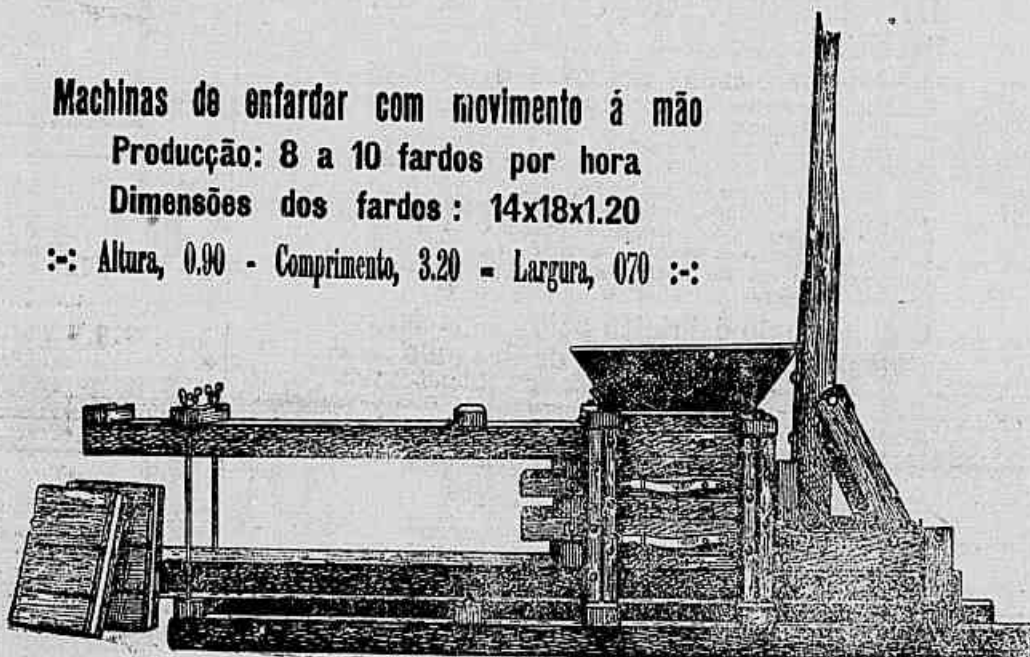 Machinas de enfardar com movimento á mão
Producção: 8 a 10 fardos por hora
Dimensões dos fardos : 14x18x1.20
:-: Altura, 0.90 - Comprimento, 3.20 - Largura, 070 :-: